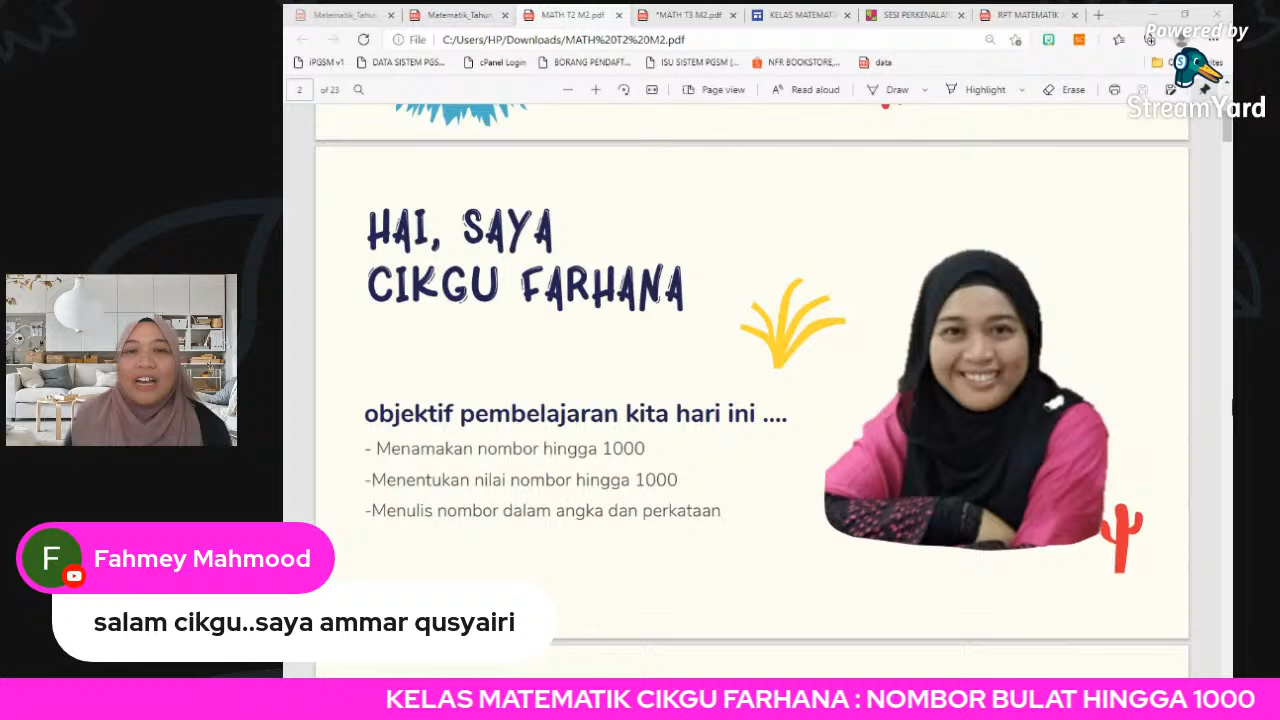 Matematik_Tahun
Matematik_Tahun
MATH T2 M2.pdf
*MATH T3 M2.pdf
KELAS MATEMATI
SESI PERKENALAN
RPT MATEMATIK
File
C:/Users/HP/Downloads/MATH%20T2%20M2.pdf
iPGSM v1
DATA SISTEM PGS...
cPanel Login
BORANG PENDAFT...
ISU SISTEM PGSM (...
NFR BOOKSTORE,...
data
2 of 23
Page view
Read aloud
Draw
Highlight
Erase
Powered by
StreamYard
HAI, SAYA
CIKGU FARHANA
objektif pembelajaran kita hari ini ....
- Menamakan nombor hingga 1000
-Menentukan nilai nombor hingga 1000
-Menulis nombor dalam angka dan perkataan
F
Fahmey Mahmood
salam cikgu..saya ammar qusyairi
KELAS MATEMATIK CIKGU FARHANA : NOMBOR BULAT HINGGA 1000